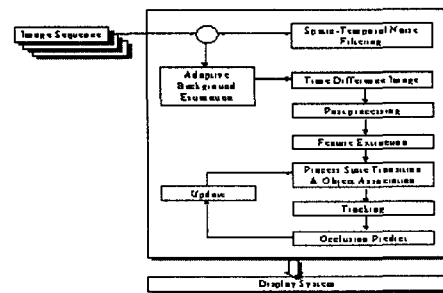 Image Sequence
Spatio-Temporal Noise
Filtering
Adaptive
Background
Estimation
Time Difference Image
Postprocessing
Feature Extraction
Process State Transition
& Object Association
Update
Tracking
Occlusion Predict
Display System